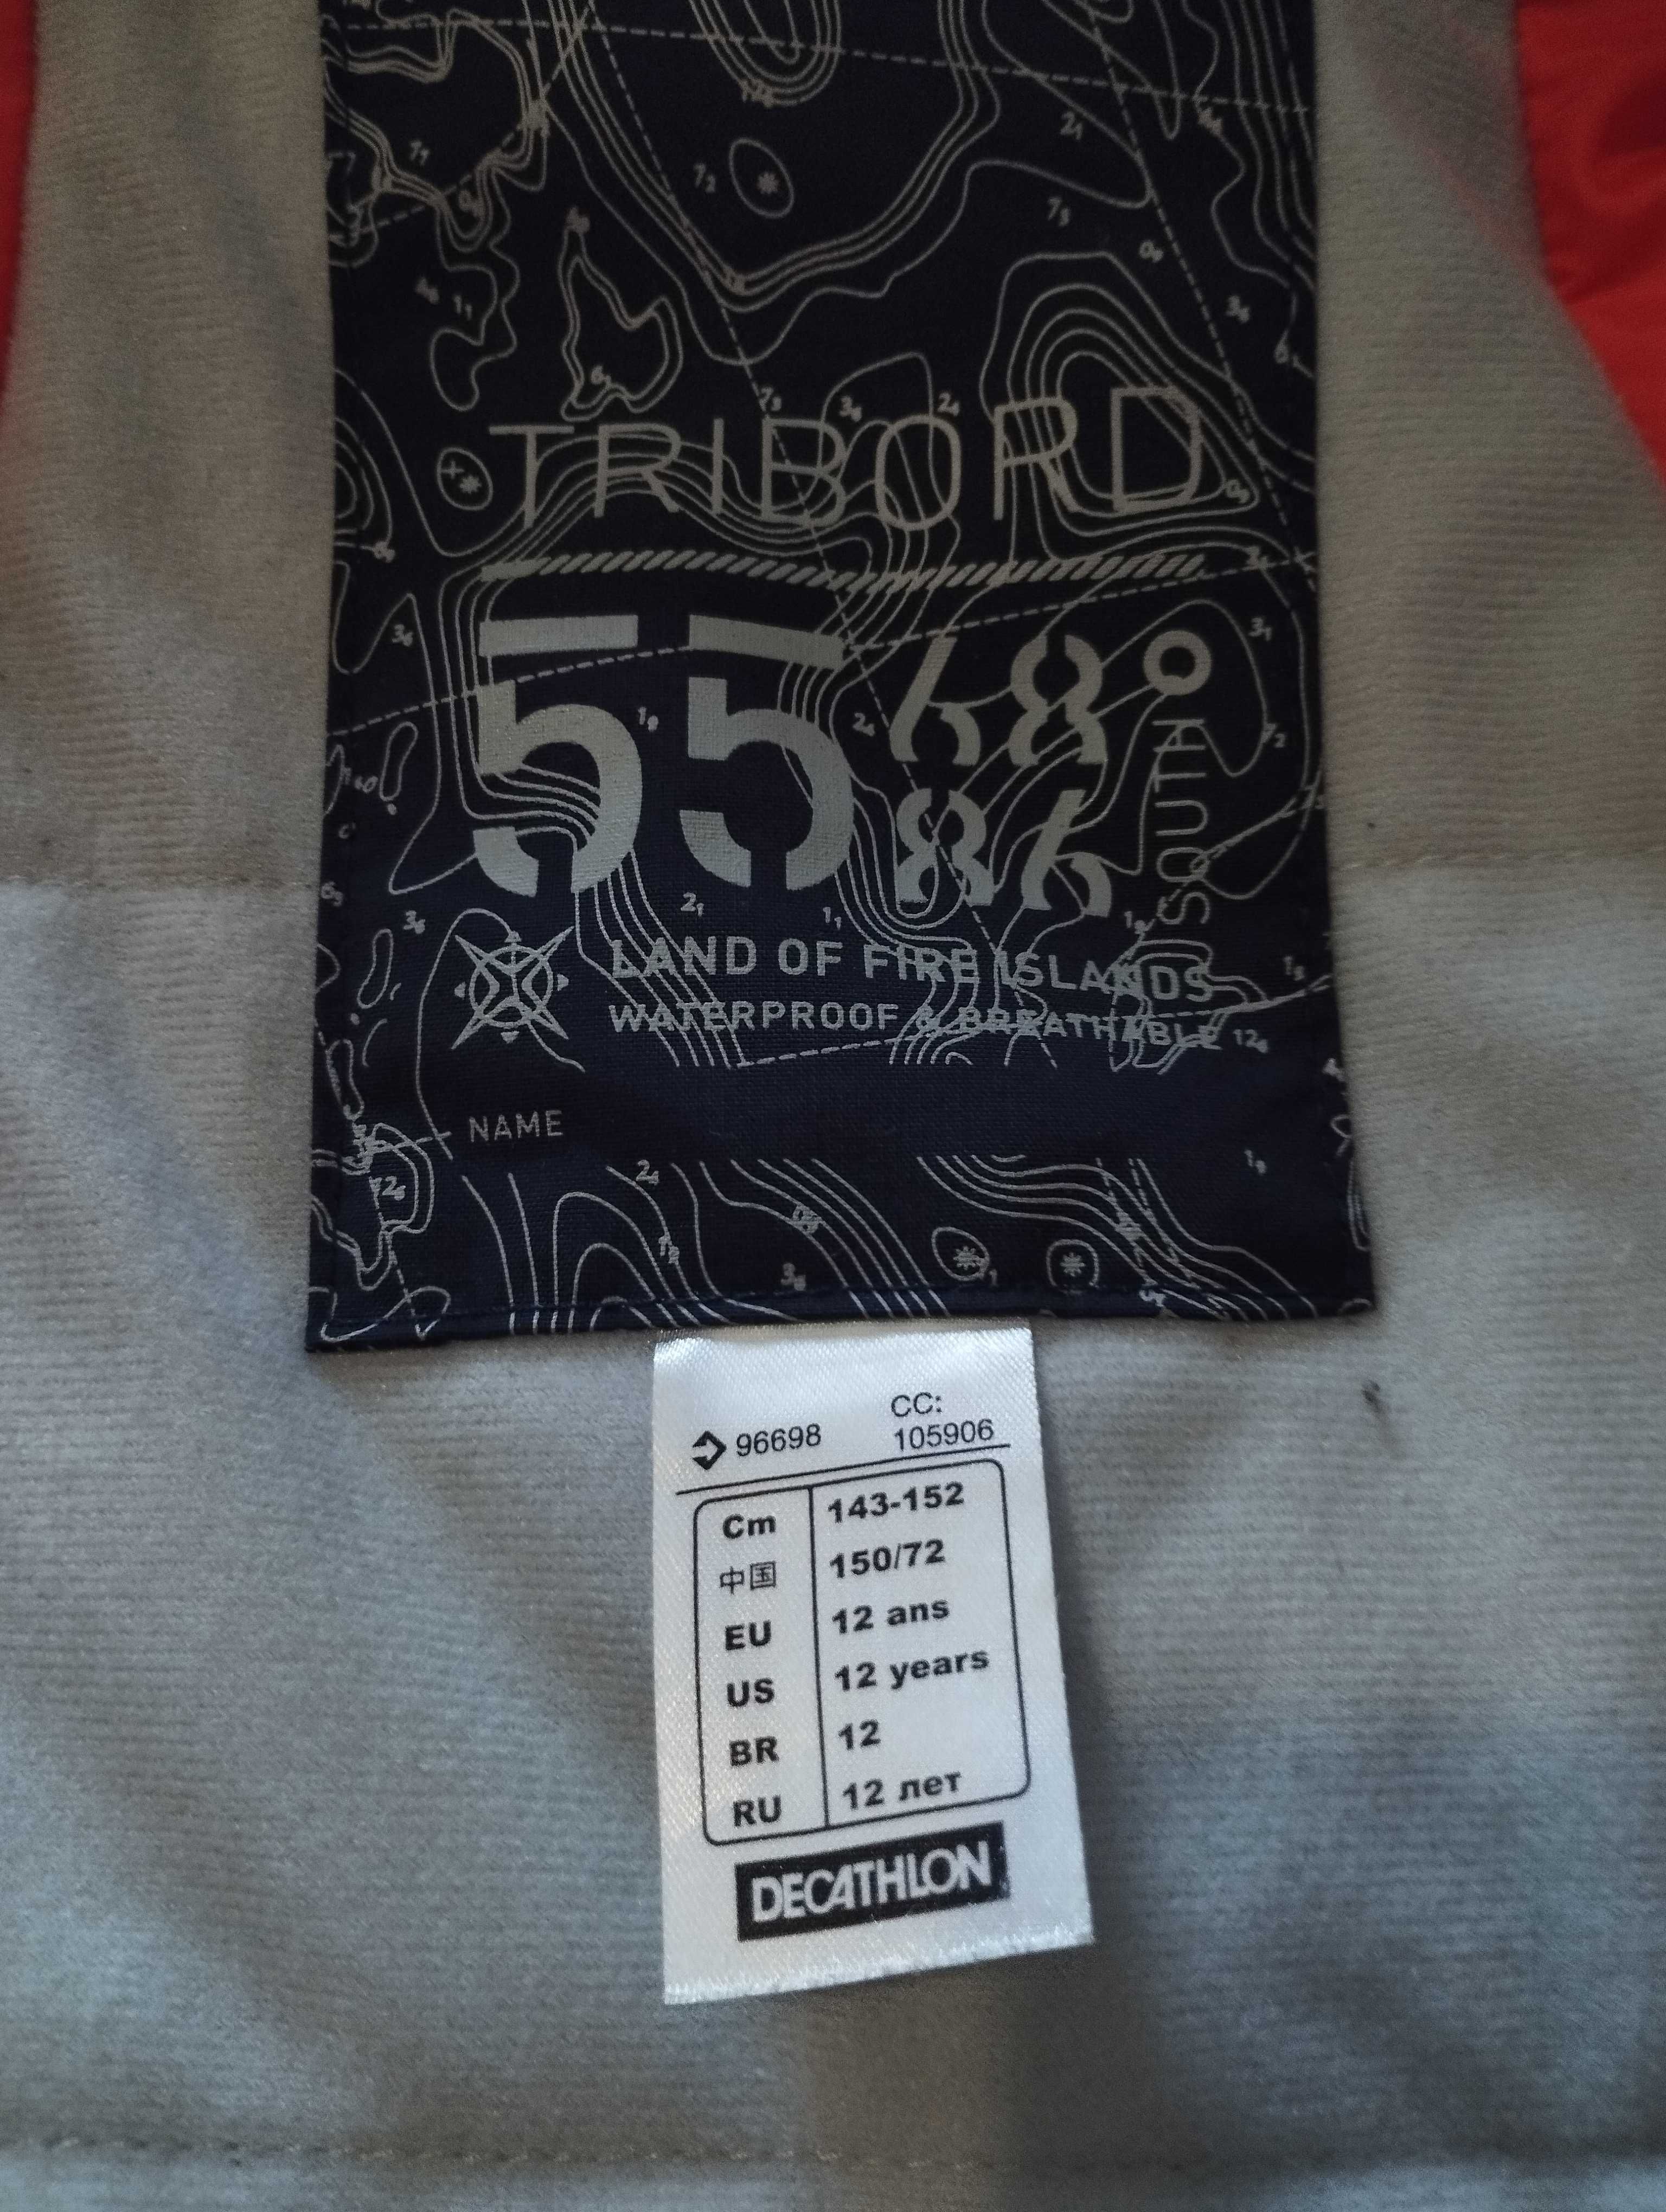 TRIBORD
55 68°
86
SOUTH
LAND OF FIRE ISLANDS
WATERPROOF & BREATHABLE
NAME
96698 CC:
105906
Cm 143-152
中国 150/72
EU 12 ans
US 12 years
BR 12
RU 12 лет
DECATHLON